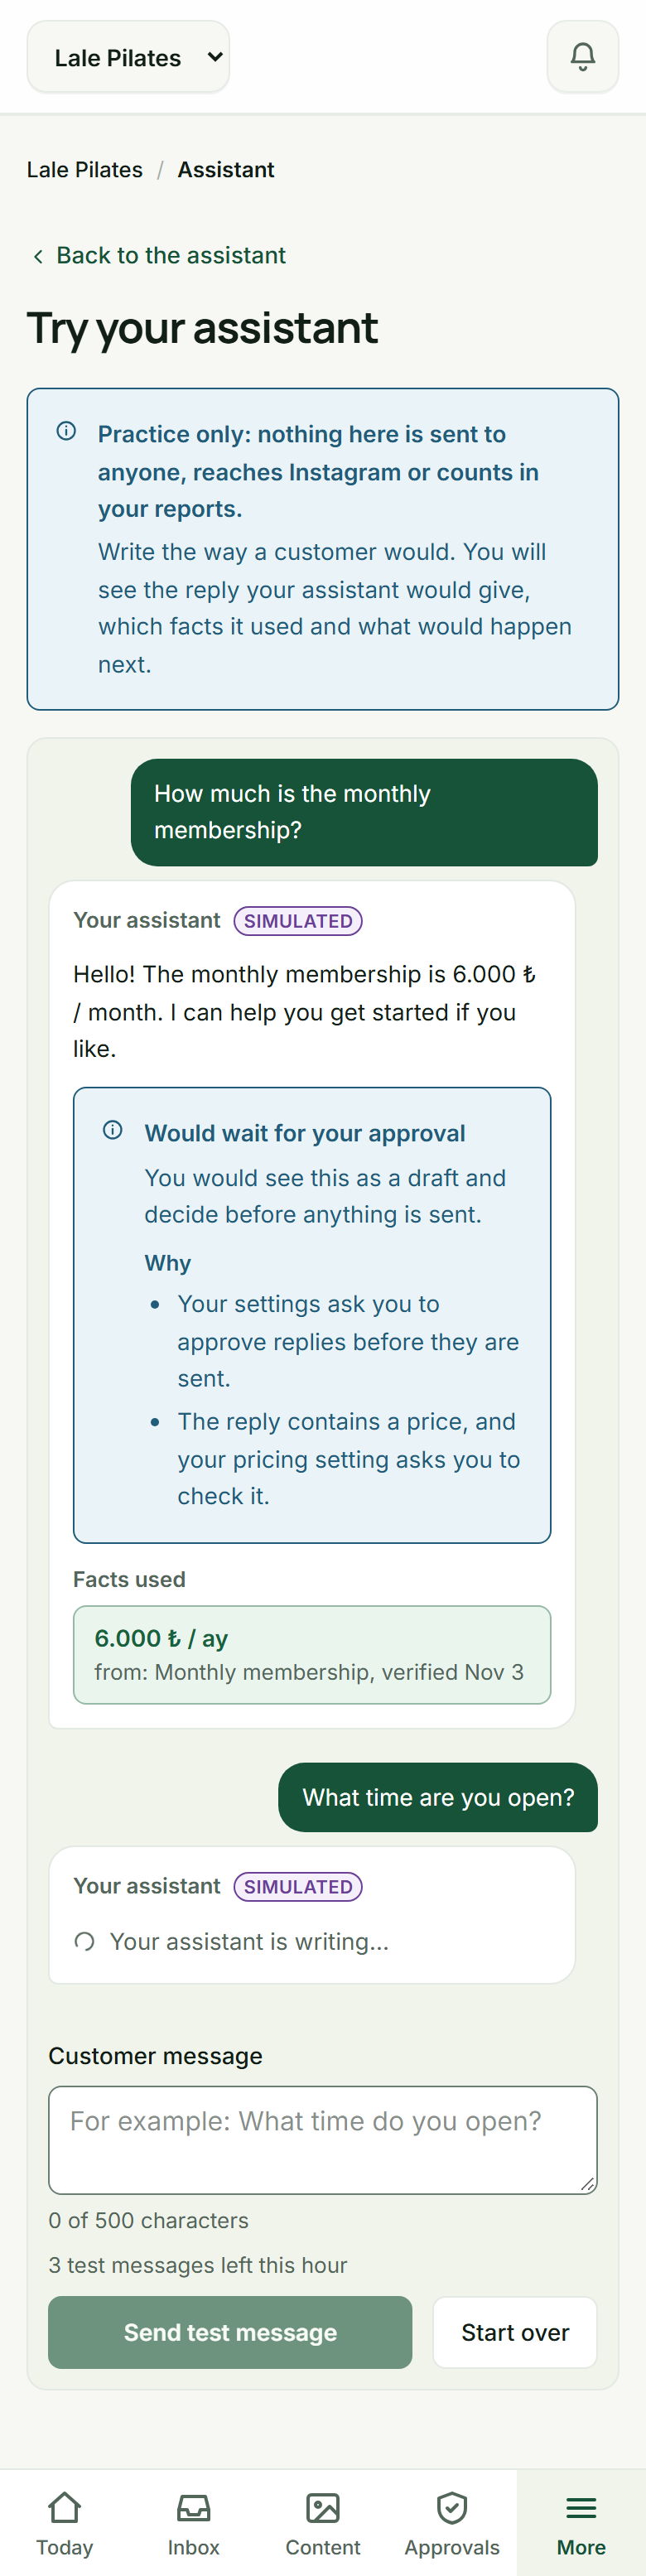 Lale Pilates
Lale Pilates / Assistant
Back to the assistant
Try your assistant
Practice only: nothing here is sent to
anyone, reaches Instagram or counts in
your reports.
Write the way a customer would. You will
see the reply your assistant would give,
which facts it used and what would happen
next.
How much is the monthly
membership?
Your assistant SIMULATED
Hello! The monthly membership is 6.000 ₺
/ month. I can help you get started if you
like.
Would wait for your approval
You would see this as a draft and
decide before anything is sent.
Why
• Your settings ask you to
approve replies before they are
sent.
• The reply contains a price, and
your pricing setting asks you to
check it.
Facts used
6.000 ₺ / ay
from: Monthly membership, verified Nov 3
What time are you open?
Your assistant SIMULATED
Your assistant is writing...
Customer message
For example: What time do you open?
0 of 500 characters
3 test messages left this hour
Send test message Start over
Today Inbox Content Approvals More